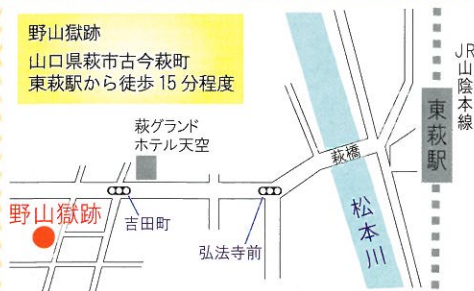 野山獄跡
山口県萩市古今萩町
東萩駅から徒歩15分程度
JR山陰本線
東萩駅
萩グランド
ホテル天空
萩橋
野山獄跡
吉田町
弘法寺前
松本川